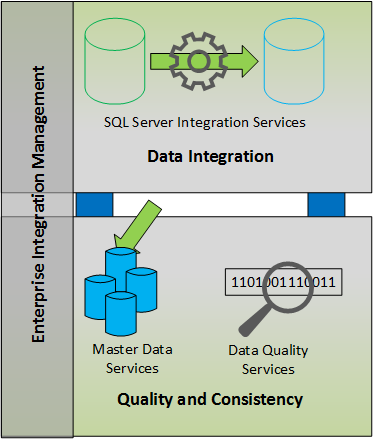 Enterprise Integration Management
SQL Server Integration Services
Data Integration
1101001110011
Master Data
Services
Data Quality
Services
Quality and Consistency